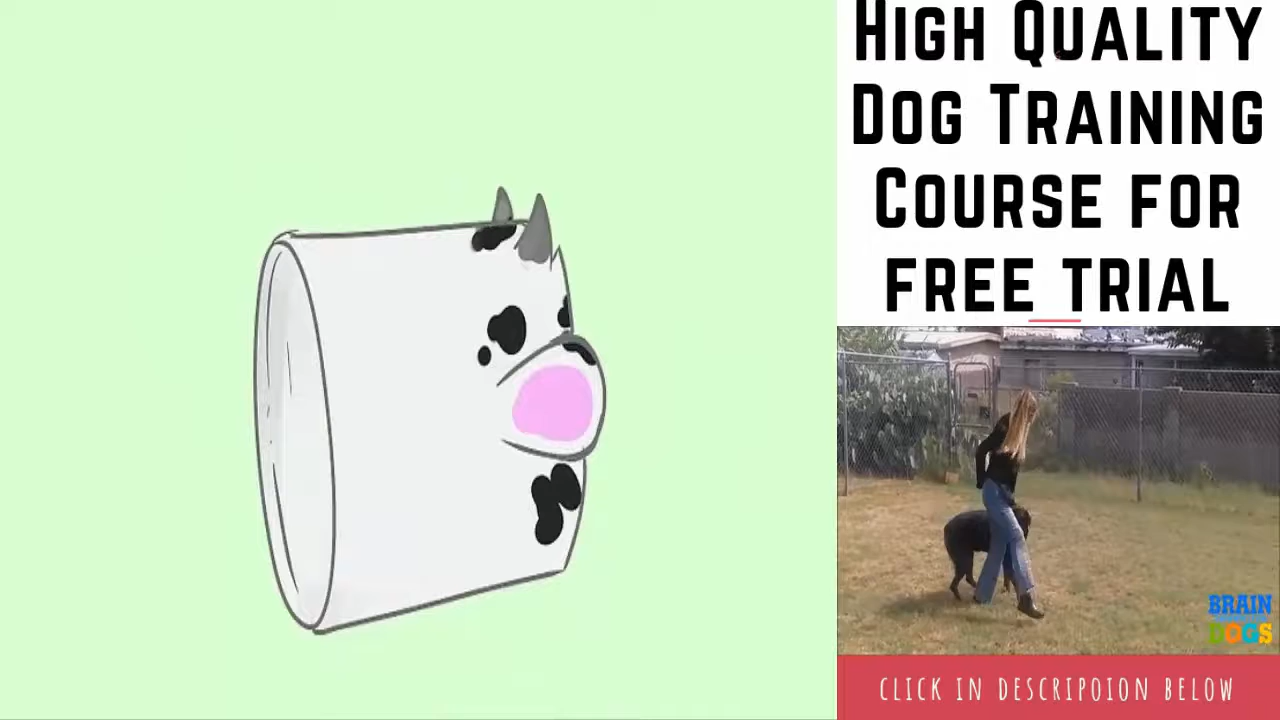 HIGH QUALITY
DOG TRAINING
COURSE FOR
FREE TRIAL
BRAIN
DOGS
CLICK IN DESCRIPOION BELOW